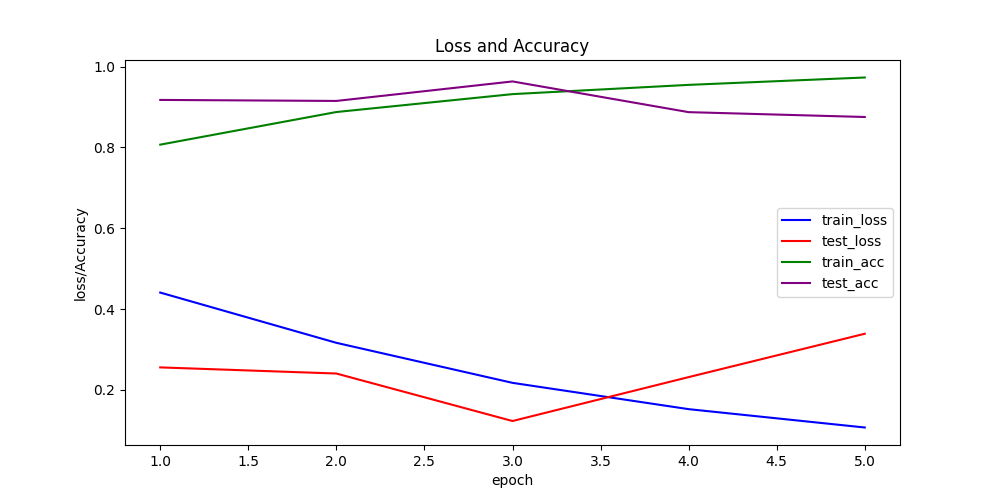 Loss and Accuracy
1.0
0.8
0.6
0.4
0.2
loss/Accuracy
train_loss
test_loss
train_acc
test_acc
1.0 1.5 2.0 2.5 3.0 3.5 4.0 4.5 5.0
epoch